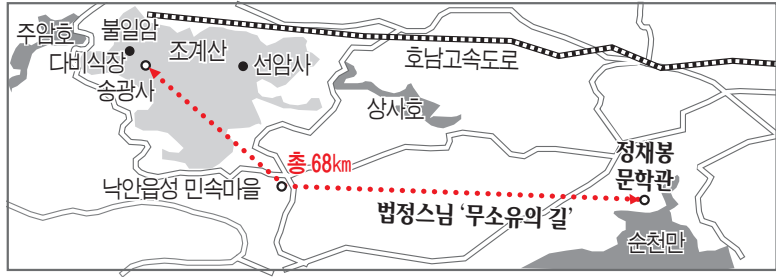 주암호
불일암
다비식장
송광사
조계산
선암사
호남고속도로
상사호
총 68㎞
낙안읍성 민속마을
정채봉
문학관
법정스님 ‘무소유의 길’
순천만